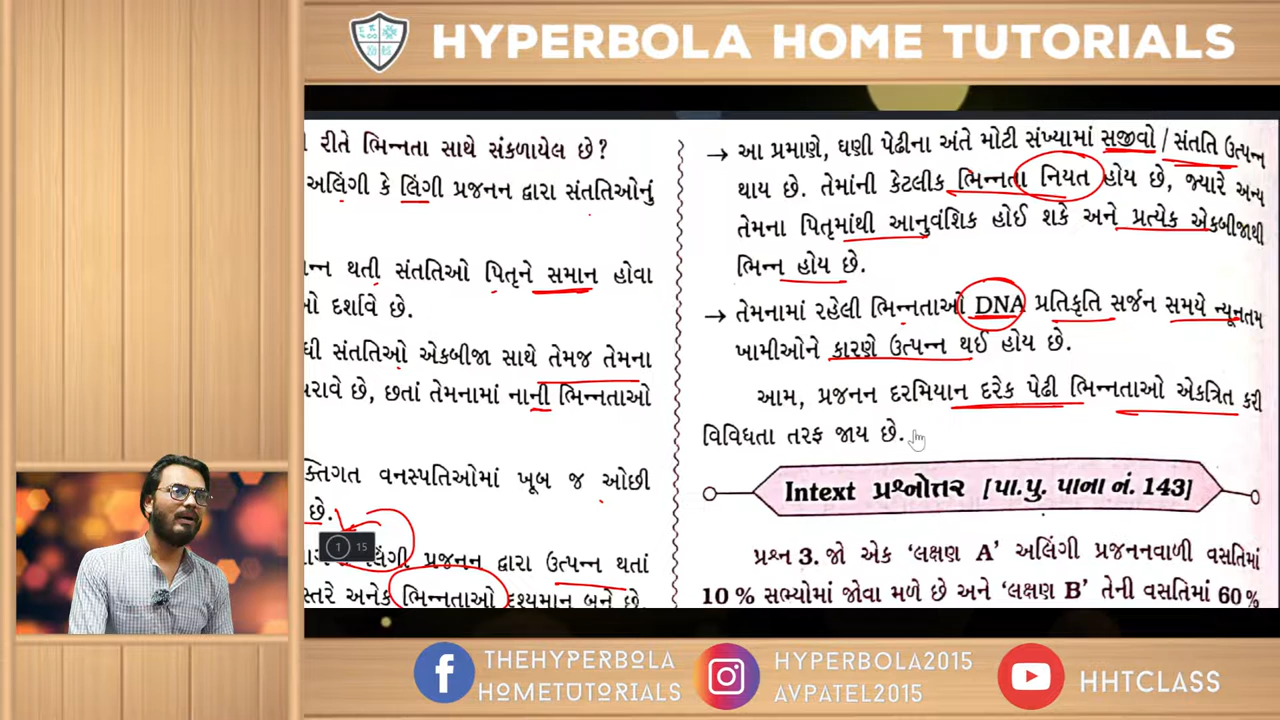 HYPERBOLA HOME TUTORIALS
રીતે ભિન્નતા સાથે સંકળાયેલ છે?
અલિંગી કે લિંગી પ્રજનન દ્વારા સંતતિઓનું
થતી સંતતિઓ પિતૃને સમાન હોવા
દર્શાવે છે.
સંતતિઓ એકબીજા સાથે તેમજ તેમના
છે, છતાં તેમનામાં નાની ભિન્નતાઓ
વનસ્પતિઓમાં ખૂબ જ ઓછી
છે.
1 15
પ્રજનન દ્વારા ઉત્પન્ન થતાં
અનેક ભિન્નતાઓ દૃશ્યમાન બને છે.
→ આ પ્રમાણે, ઘણી પેઢીના અંતે મોટી સંખ્યામાં સજીવો / સંતતિ ઉત્પન્ન
થાય છે. તેમાંની કેટલીક ભિન્નતા નિયત હોય છે, જ્યારે અન્ય
તેમના પિતૃમાંથી આનુવંશિક હોઈ શકે અને પ્રત્યેક એકબીજાથી
ભિન્ન હોય છે.
→ તેમનામાં રહેલી ભિન્નતાઓ DNA પ્રતિકૃતિ સર્જન સમયે ન્યૂનતમ
ખામીઓને કારણે ઉત્પન્ન થઈ હોય છે.
આમ, પ્રજનન દરમિયાન દરેક પેઢી ભિન્નતાઓ એકત્રિત કરી
વિવિધતા તરફ જાય છે.
Intext પ્રશ્નોત્તર [પા.પુ. પાના નં. 143]
પ્રશ્ન 3. જો એક ‘લક્ષણ A’ અલિંગી પ્રજનનવાળી વસતિમાં
10 % સભ્યોમાં જોવા મળે છે અને ‘લક્ષણ B’ તેની વસતિમાં 60 %
THEHYPERBOLA
HOMETUTORIALS
HYPERBOLA2015
AVPATEL2015
HHTCLASS